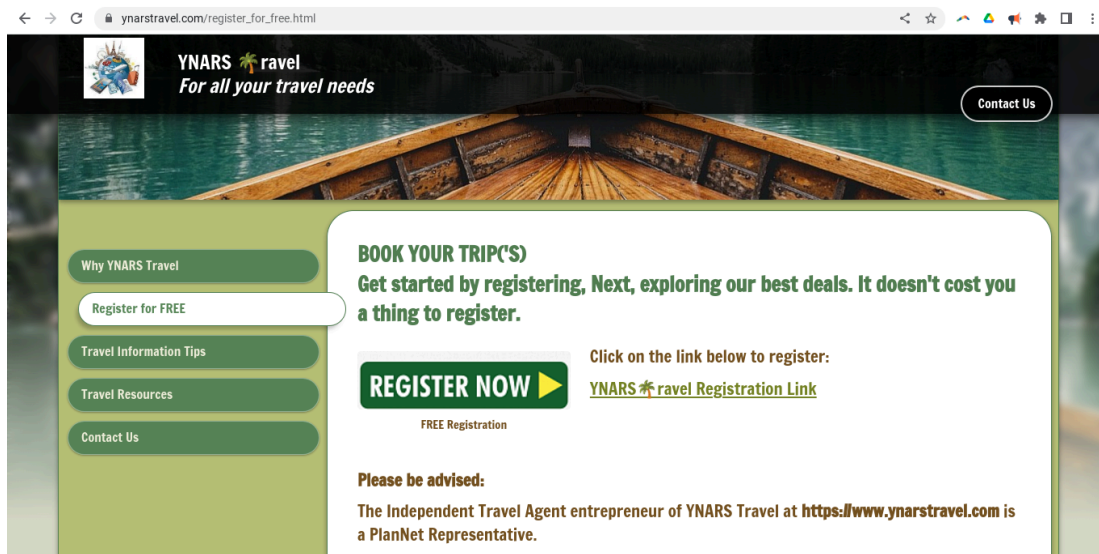 ynarstravel.com/register_for_free.html
YNARS 🌴ravel
For all your travel needs
Contact Us
Why YNARS Travel
Register for FREE
Travel Information Tips
Travel Resources
Contact Us
BOOK YOUR TRIP('S)
Get started by registering, Next, exploring our best deals. It doesn't cost you
a thing to register.
REGISTER NOW
FREE Registration
Click on the link below to register:
YNARS🌴ravel Registration Link
Please be advised:
The Independent Travel Agent entrepreneur of YNARS Travel at https://www.ynarstravel.com is
a PlanNet Representative.